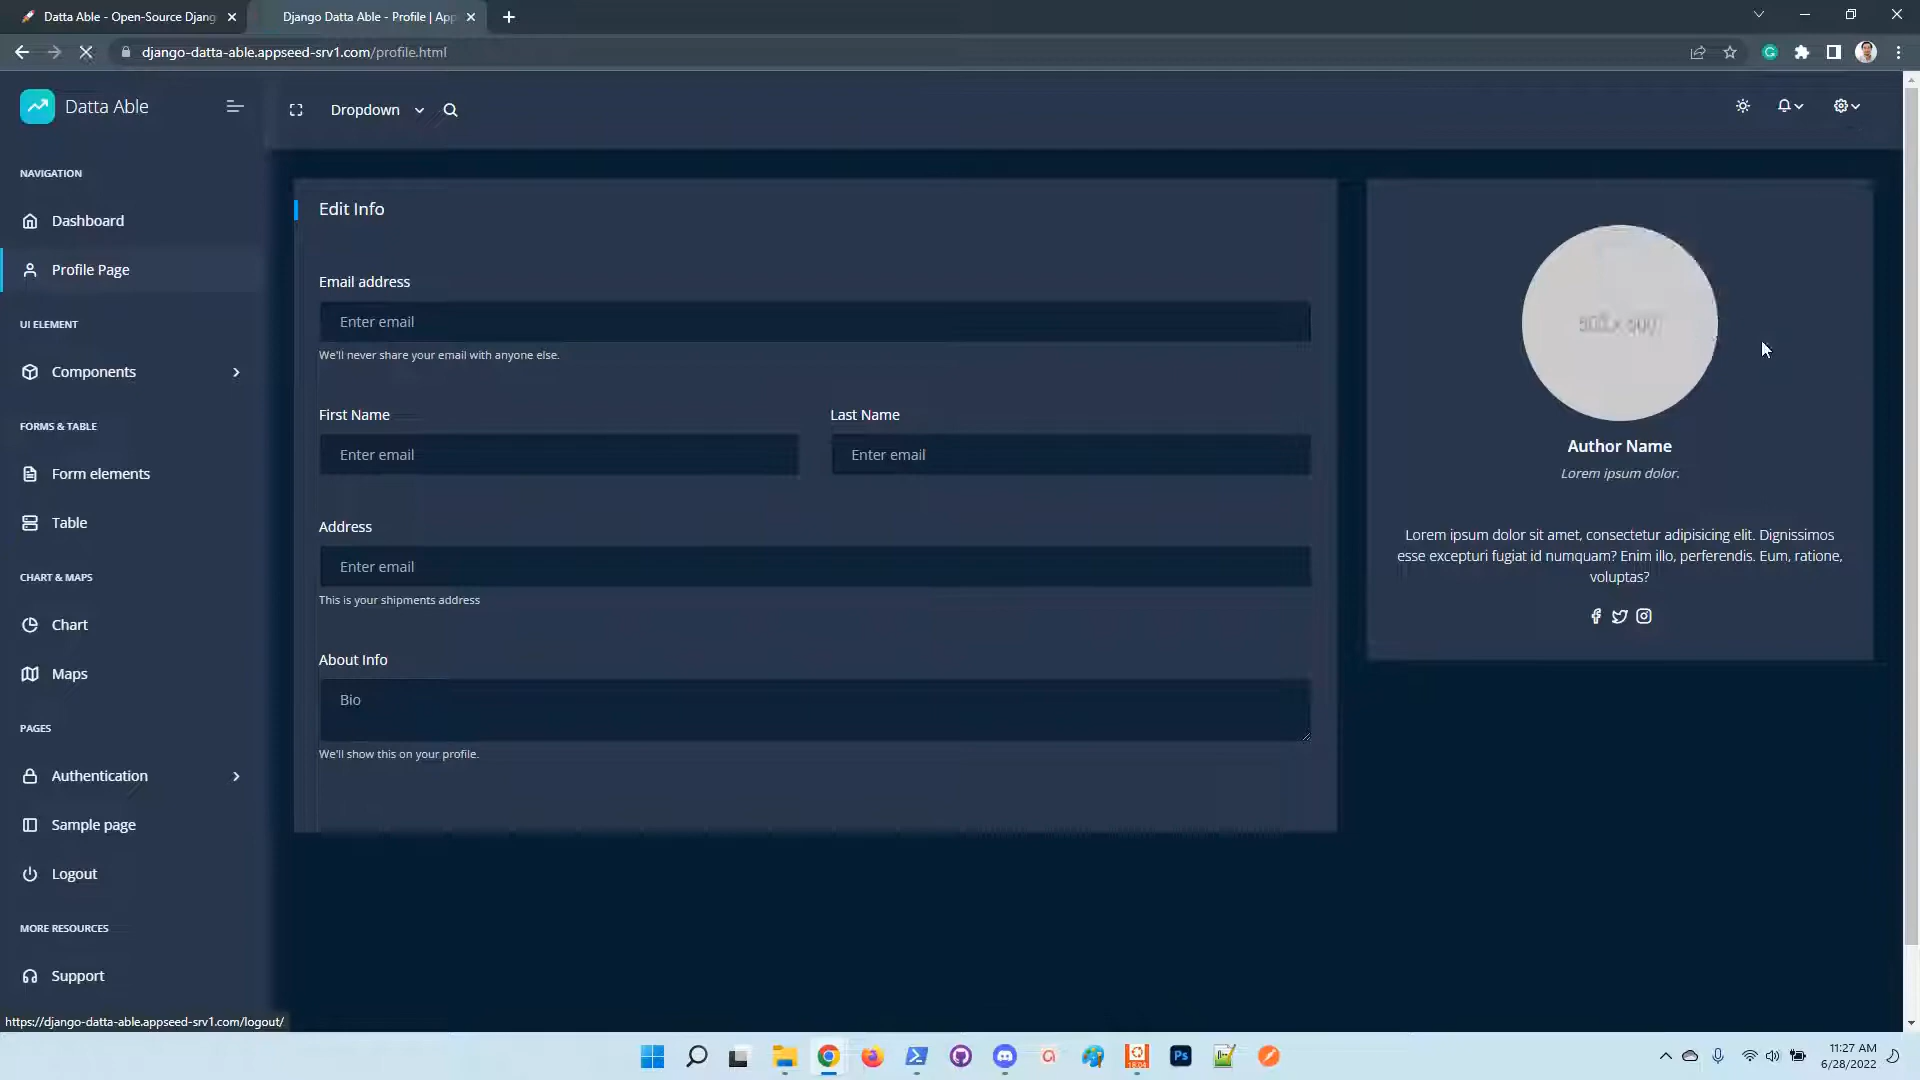 Datta Able - Open-Source Djang
Django Datta Able - Profile | App
django-datta-able.appseed-srv1.com/profile.html
Datta Able
Dropdown
NAVIGATION
Dashboard
Profile Page
UI ELEMENT
Components
FORMS & TABLE
Form elements
Table
CHART & MAPS
Chart
Maps
PAGES
Authentication
Sample page
Logout
MORE RESOURCES
Support
Edit Info
Email address
Enter email
We'll never share your email with anyone else.
First Name
Last Name
Enter email
Enter email
Address
Enter email
This is your shipments address
About Info
Bio
We'll show this on your profile.
Author Name
Lorem ipsum dolor.
Lorem ipsum dolor sit amet, consectetur adipisicing elit. Dignissimos
esse excepturi fugiat id numquam? Enim illo, perferendis. Eum, ratione,
voluptas?
https://django-datta-able.appseed-srv1.com/logout/
Ps
11:27 AM
6/28/2022